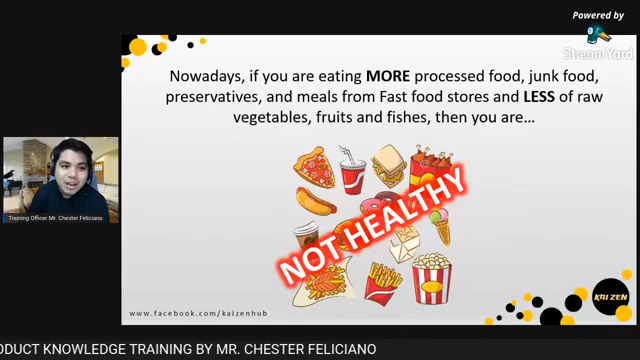 Powered by
StreamYard
Nowadays, if you are eating MORE processed food, junk food,
preservatives, and meals from Fast food stores and LESS of raw
vegetables, fruits and fishes, then you are...
NOT HEALTHY
Training Officer Mr. Chester Feliciano
www.facebook.com/kaizenhub
KAIZEN
ODUCT KNOWLEDGE TRAINING BY MR. CHESTER FELICIANO